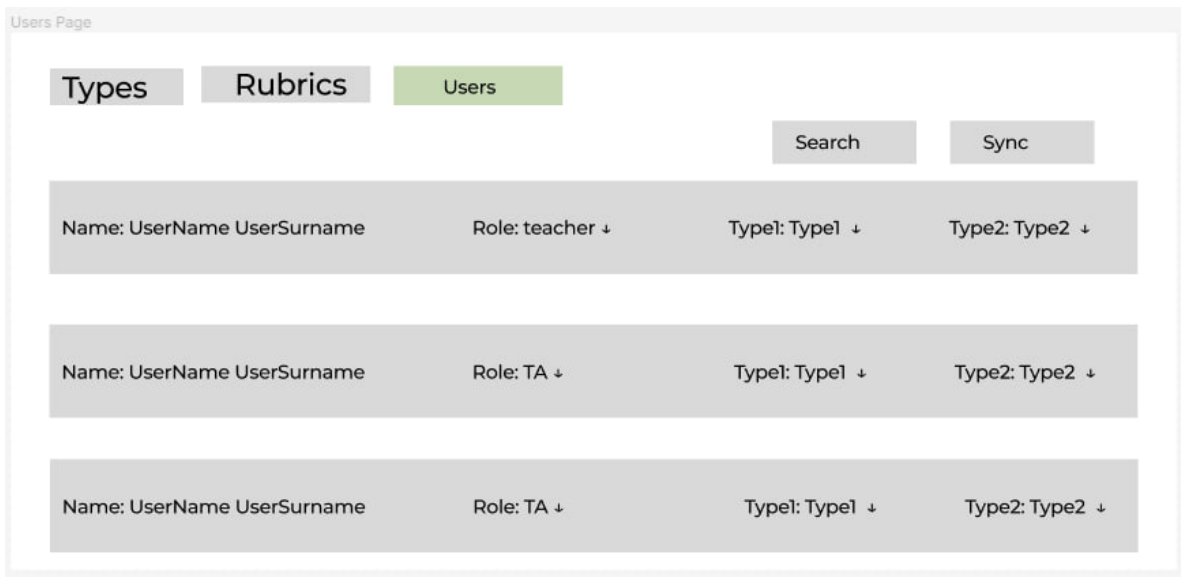 Users Page
Types Rubrics Users
Search Sync
Name: UserName UserSurname Role: teacher ↓ Type1: Type1 ↓ Type2: Type2 ↓
Name: UserName UserSurname Role: TA ↓ Type1: Type1 ↓ Type2: Type2 ↓
Name: UserName UserSurname Role: TA ↓ Type1: Type1 ↓ Type2: Type2 ↓